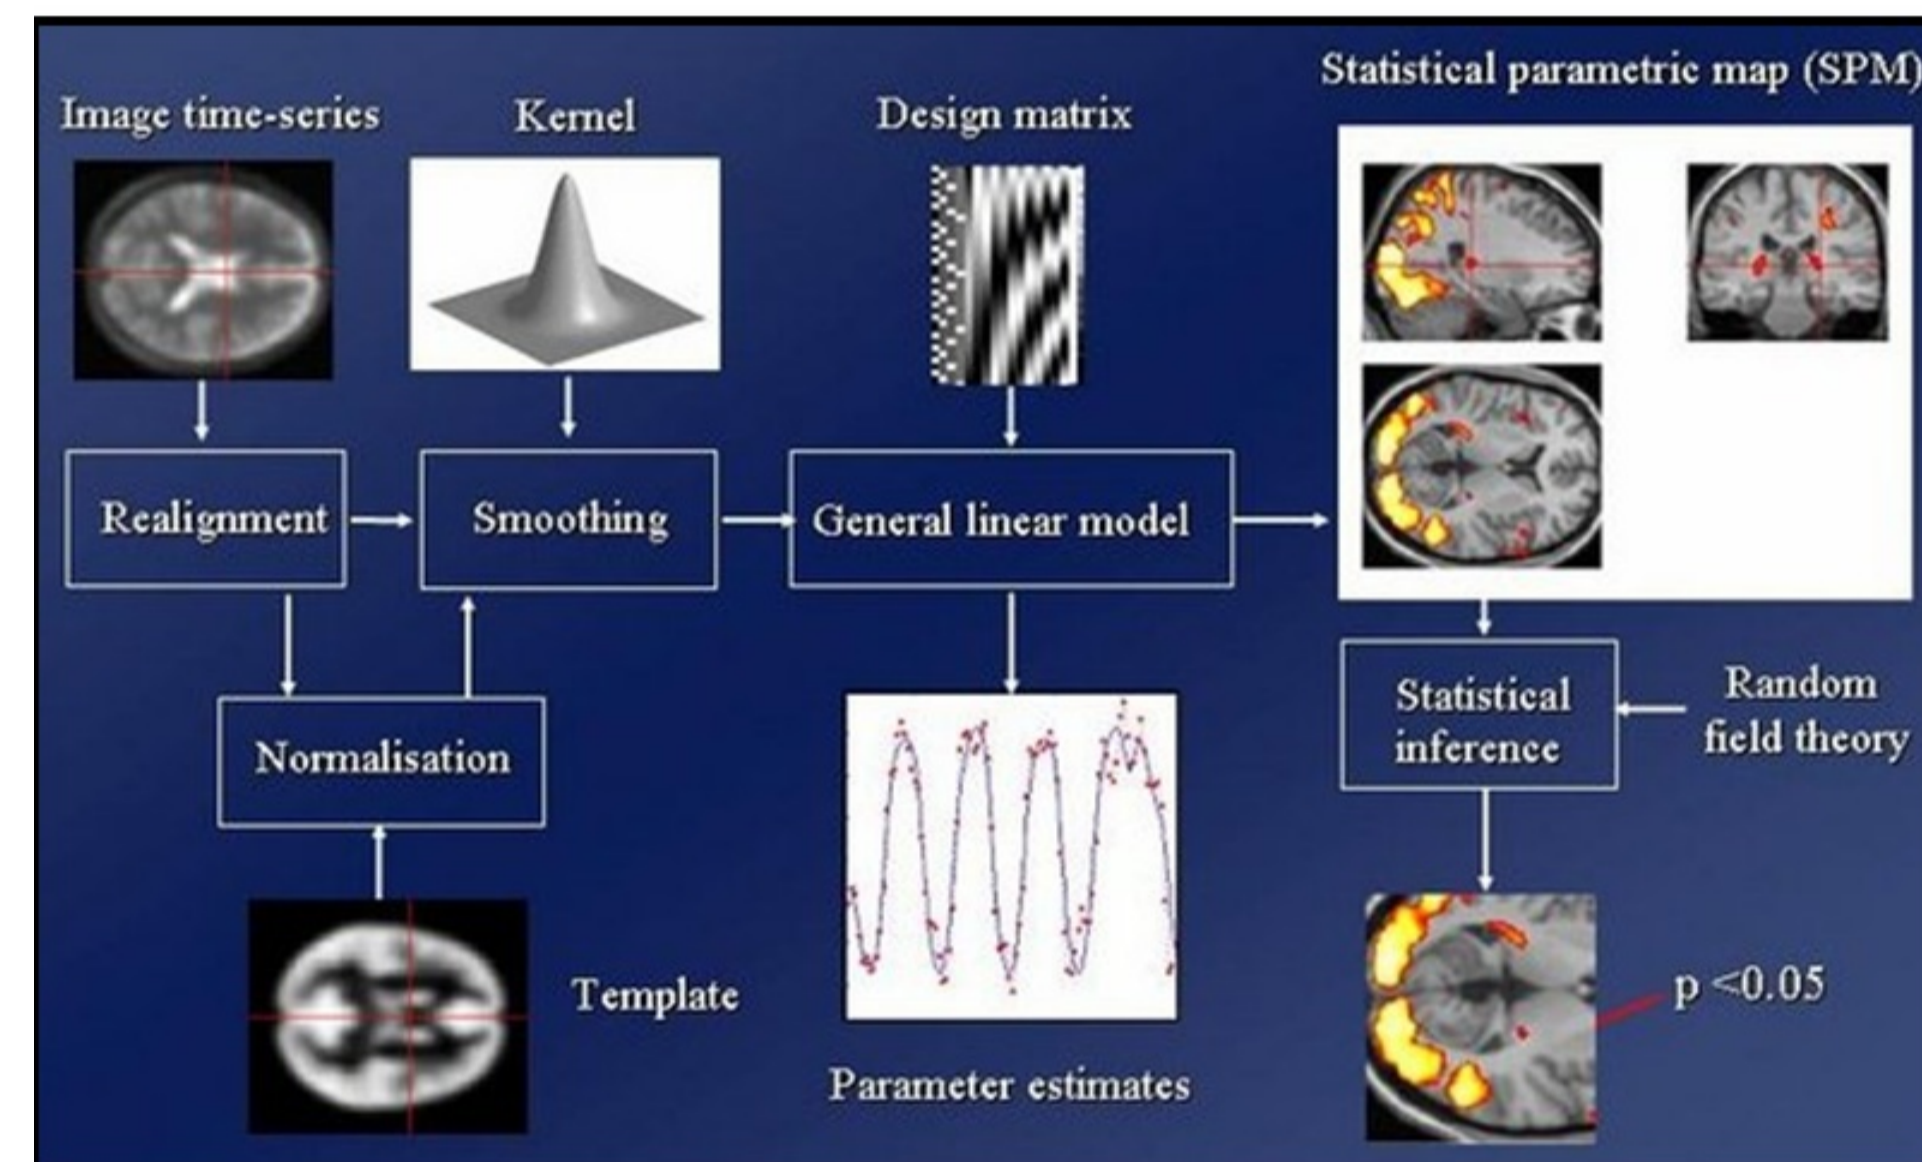 Statistical parametric map (SPM)
Image time-series
Kernel
Design matrix
Realignment
Smoothing
General linear model
Normalisation
Statistical
inference
Random
field theory
Template
p <0.05
Parameter estimates